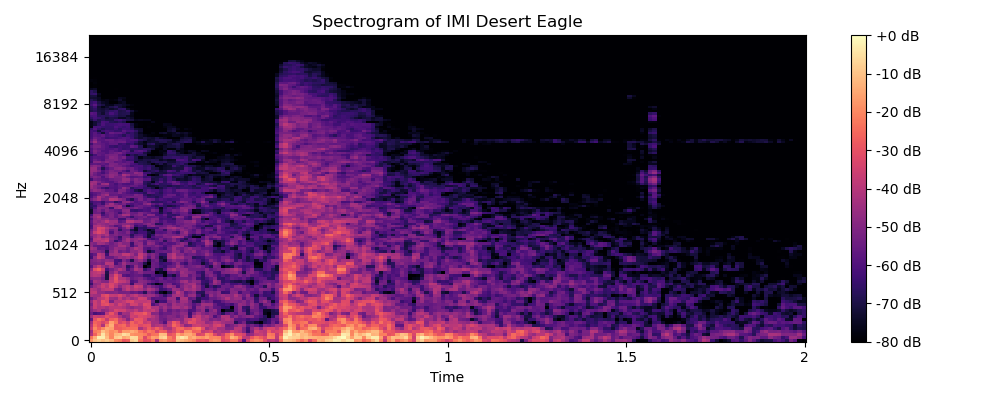 Spectrogram of IMI Desert Eagle
Hz
16384
8192
4096
2048
1024
512
0
0 0.5 1 1.5 2
Time
+0 dB
-10 dB
-20 dB
-30 dB
-40 dB
-50 dB
-60 dB
-70 dB
-80 dB